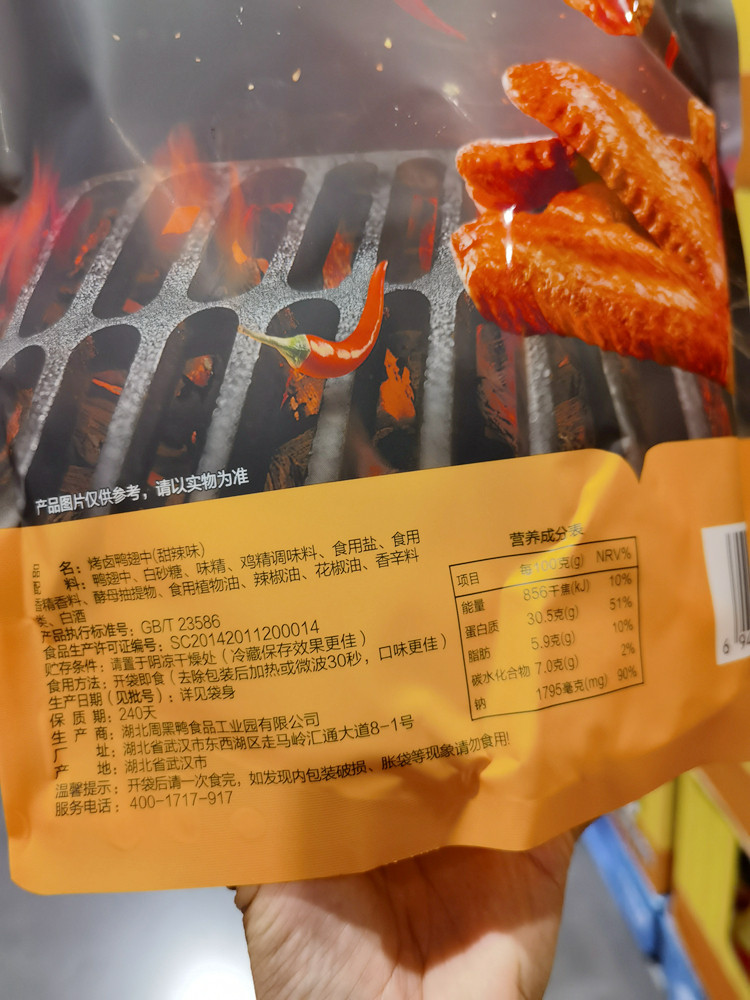 产品图片仅供参考，请以实物为准
品 名：烤卤鸭翅中(甜辣味)
配 料：鸭翅中、白砂糖、味精、鸡精调味料、食用盐、食用
香精香料、酵母抽提物、食用植物油、辣椒油、花椒油、香辛料
类、白酒
产品执行标准号：GB/T 23586
食品生产许可证编号：SC20142011200014
贮存条件：请置于阴凉干燥处（冷藏保存效果更佳）
食用方法：开袋即食（去除包装后加热或微波30秒，口味更佳）
生产日期（见批号）：详见袋身
保 质 期：240天
生 产 商：湖北周黑鸭食品工业园有限公司
厂 址：湖北省武汉市东西湖区走马岭汇通大道8-1号
产 地：湖北省武汉市
温馨提示：开袋后请一次食完，如发现内包装破损、胀袋等现象请勿食用!
服务电话：400-1717-917
营养成分表
项目 每100克(g) NRV%
能量 856千焦(kJ) 10%
蛋白质 30.5克(g) 51%
脂肪 5.9克(g) 10%
碳水化合物 7.0克(g) 2%
钠 1795毫克(mg) 90%
6 94